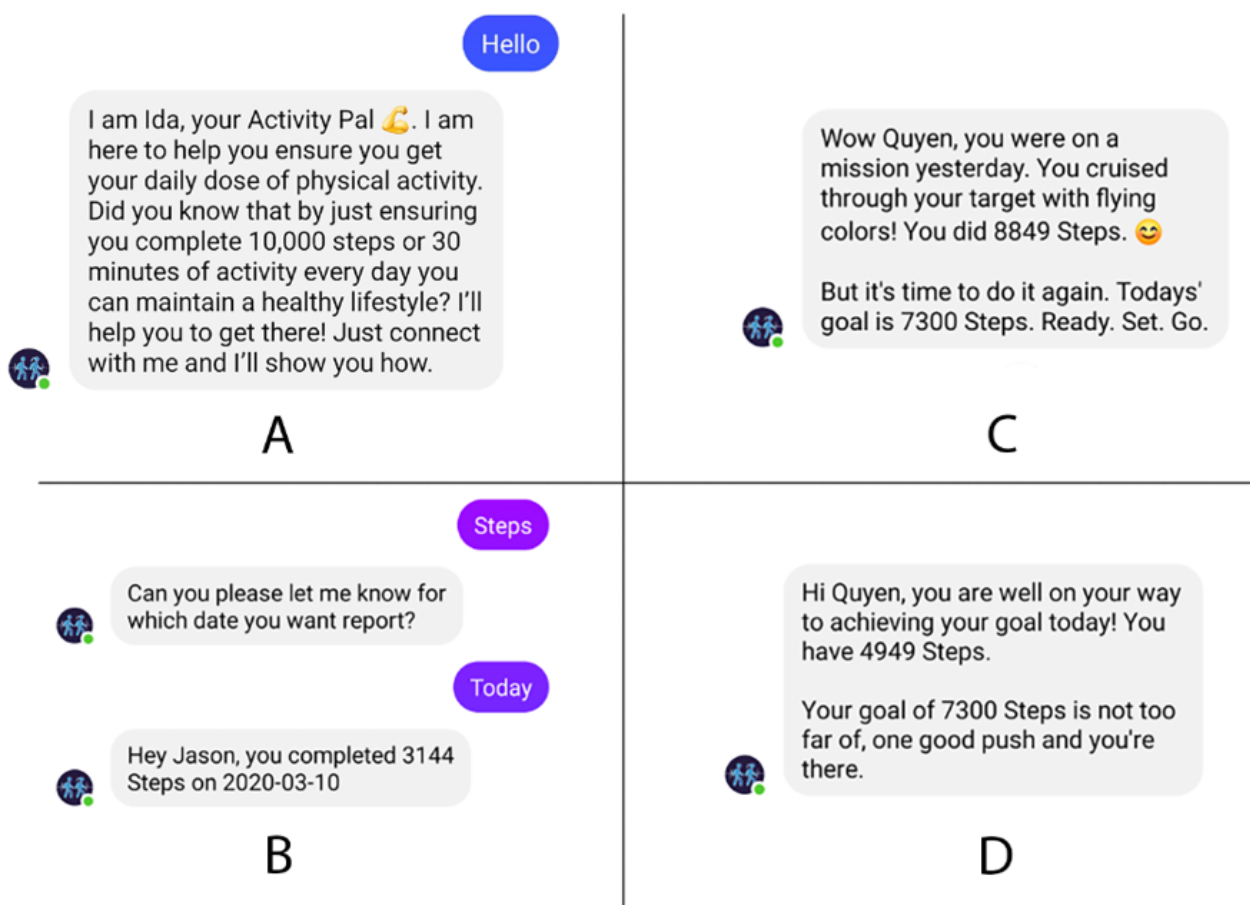 Hello
I am Ida, your Activity Pal 💪. I am
here to help you ensure you get
your daily dose of physical activity.
Did you know that by just ensuring
you complete 10,000 steps or 30
minutes of activity every day you
can maintain a healthy lifestyle? I’ll
help you to get there! Just connect
with me and I’ll show you how.
A
Steps
Can you please let me know for
which date you want report?
Today
Hey Jason, you completed 3144
Steps on 2020-03-10
B
Wow Quyen, you were on a
mission yesterday. You cruised
through your target with flying
colors! You did 8849 Steps. 😊
But it's time to do it again. Todays'
goal is 7300 Steps. Ready. Set. Go.
C
Hi Quyen, you are well on your way
to achieving your goal today! You
have 4949 Steps.
Your goal of 7300 Steps is not too
far of, one good push and you're
there.
D